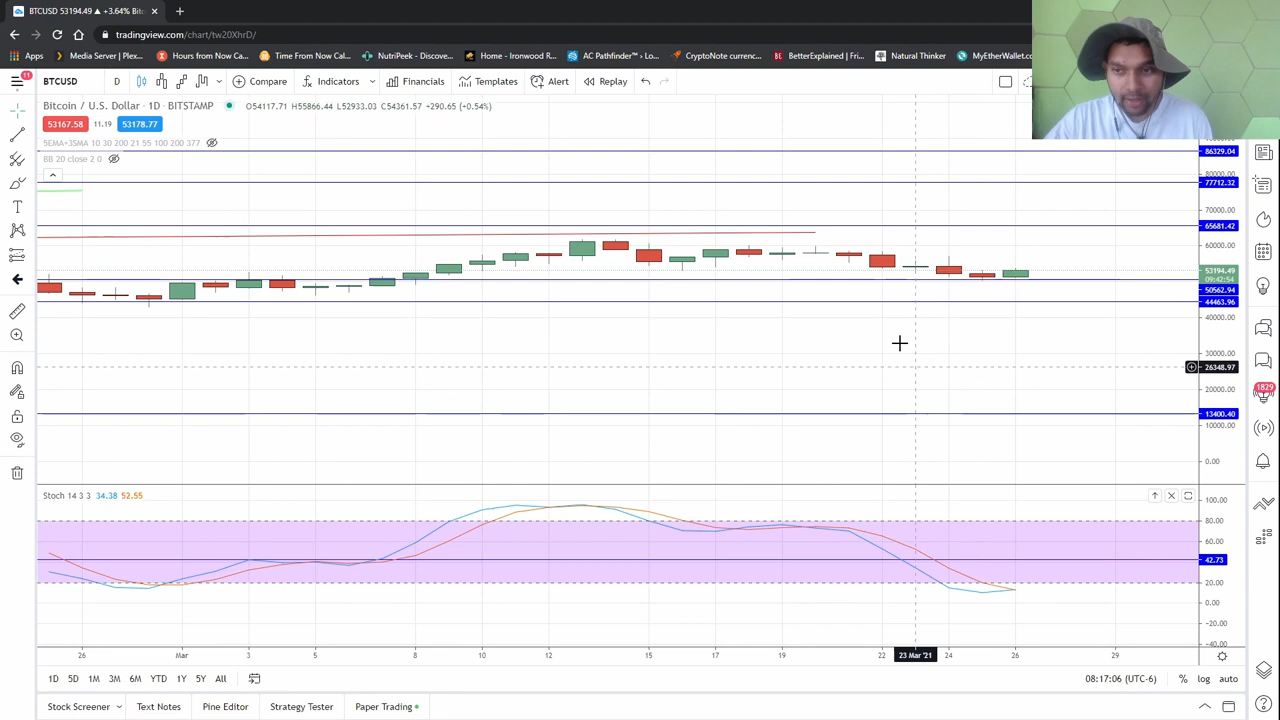 BTCUSD 53194.49 ▲ +3.64% Bit
tradingview.com/chart/tw20XhrD/
Apps Media Server | Plex... Hours from Now Cal... Time From Now Cal... NutriPeek - Discove... Home - Ironwood R... AC Pathfinder™ › Lo... CryptoNote currenc... BetterExplained | Fi... Natural Thinker MyEtherWallet.
11
BTCUSD D Compare Indicators Financials Templates Alert Replay
Bitcoin / U.S. Dollar · 1D · BITSTAMP O54117.71 H55866.44 L52933.03 C54361.57 +290.65 (+0.54%)
53167.58 11.19 53178.77
5EMA+3SMA 10 30 200 21 55 100 200 377
BB 20 close 2 0
86329.04
80000.00
77712.32
70000.00
65681.42
60000.00
53194.49
09:42:54
50562.94
44463.96
40000.00
30000.00
26348.97
20000.00
13400.40
10000.00
0.00
1829
Stoch 14 3 3 34.38 52.55
100.00
80.00
60.00
42.73
20.00
0.00
−20.00
−40.00
26 Mar 3 5 8 10 12 15 17 19 22 23 Mar '21 24 26 29
1D 5D 1M 3M 6M YTD 1Y 5Y All 08:17:06 (UTC-6) % log auto
Stock Screener Text Notes Pine Editor Strategy Tester Paper Trading